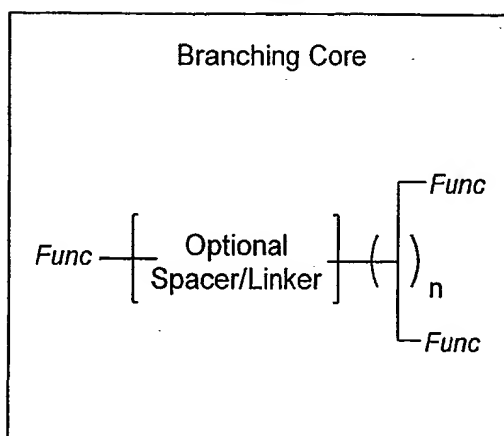 Branching Core
Func
Optional
Spacer/Linker
n
Func
Func